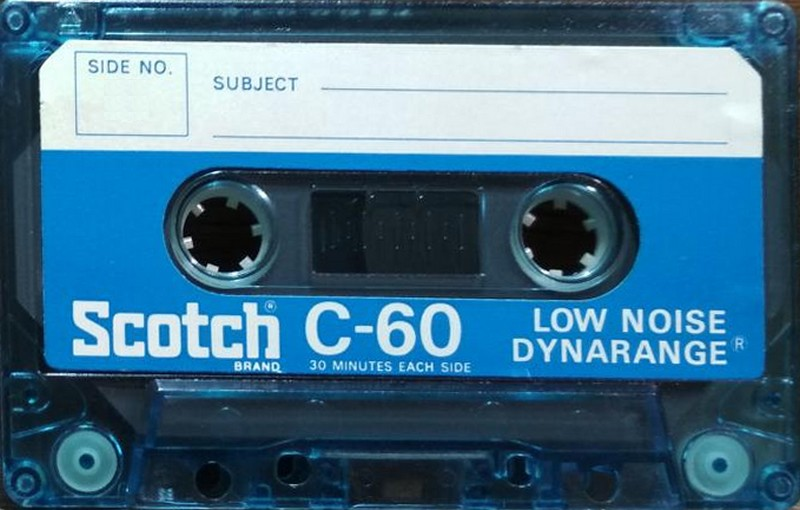 SIDE NO.
SUBJECT
Scotch® BRAND
C-60
30 MINUTES EACH SIDE
LOW NOISE
DYNARANGE®